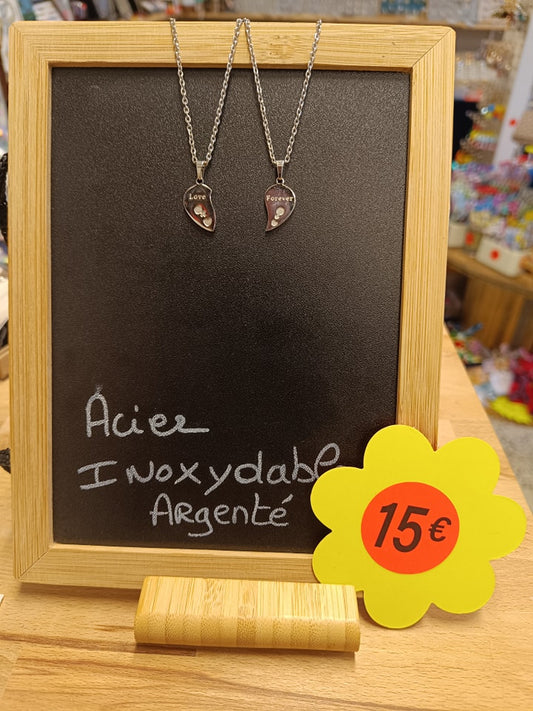 Love
Forever
Acier
Inoxydable
Argenté
15€